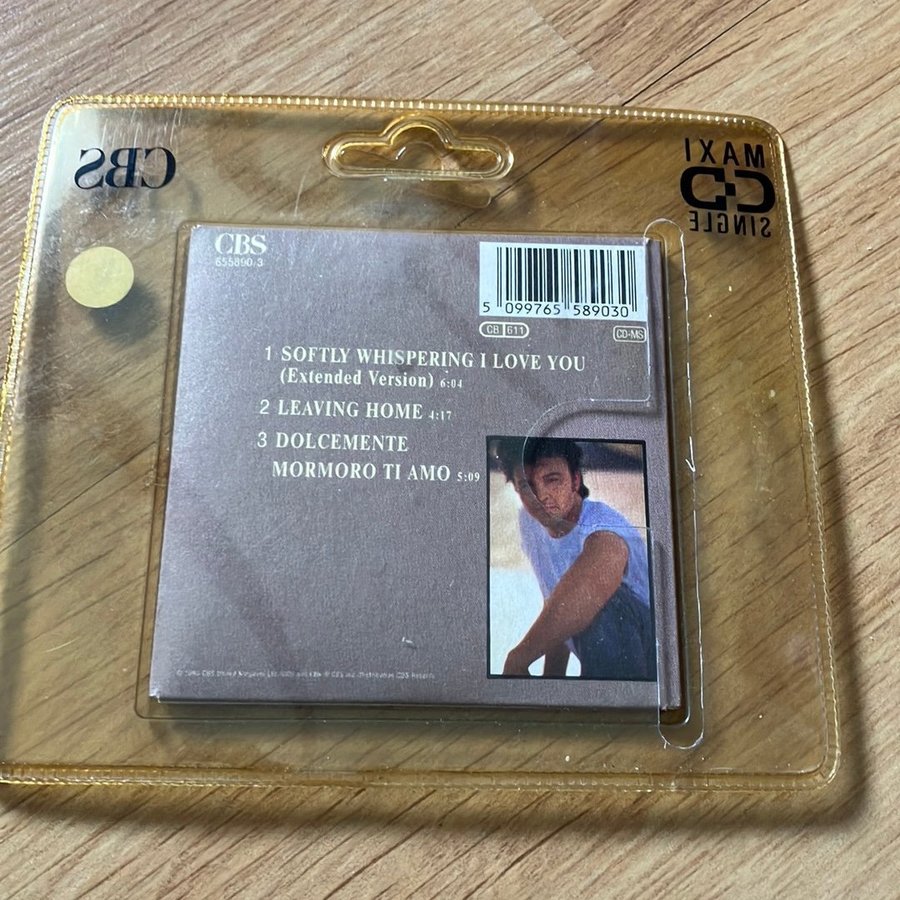 CBS
MAXI
CD
SINGLE
CBS
655890 3
5 099765 589030
CB 611
CD-MS
1 SOFTLY WHISPERING I LOVE YOU
(Extended Version) 6:04
2 LEAVING HOME 4:17
3 DOLCEMENTE
MORMORO TI AMO 5:09